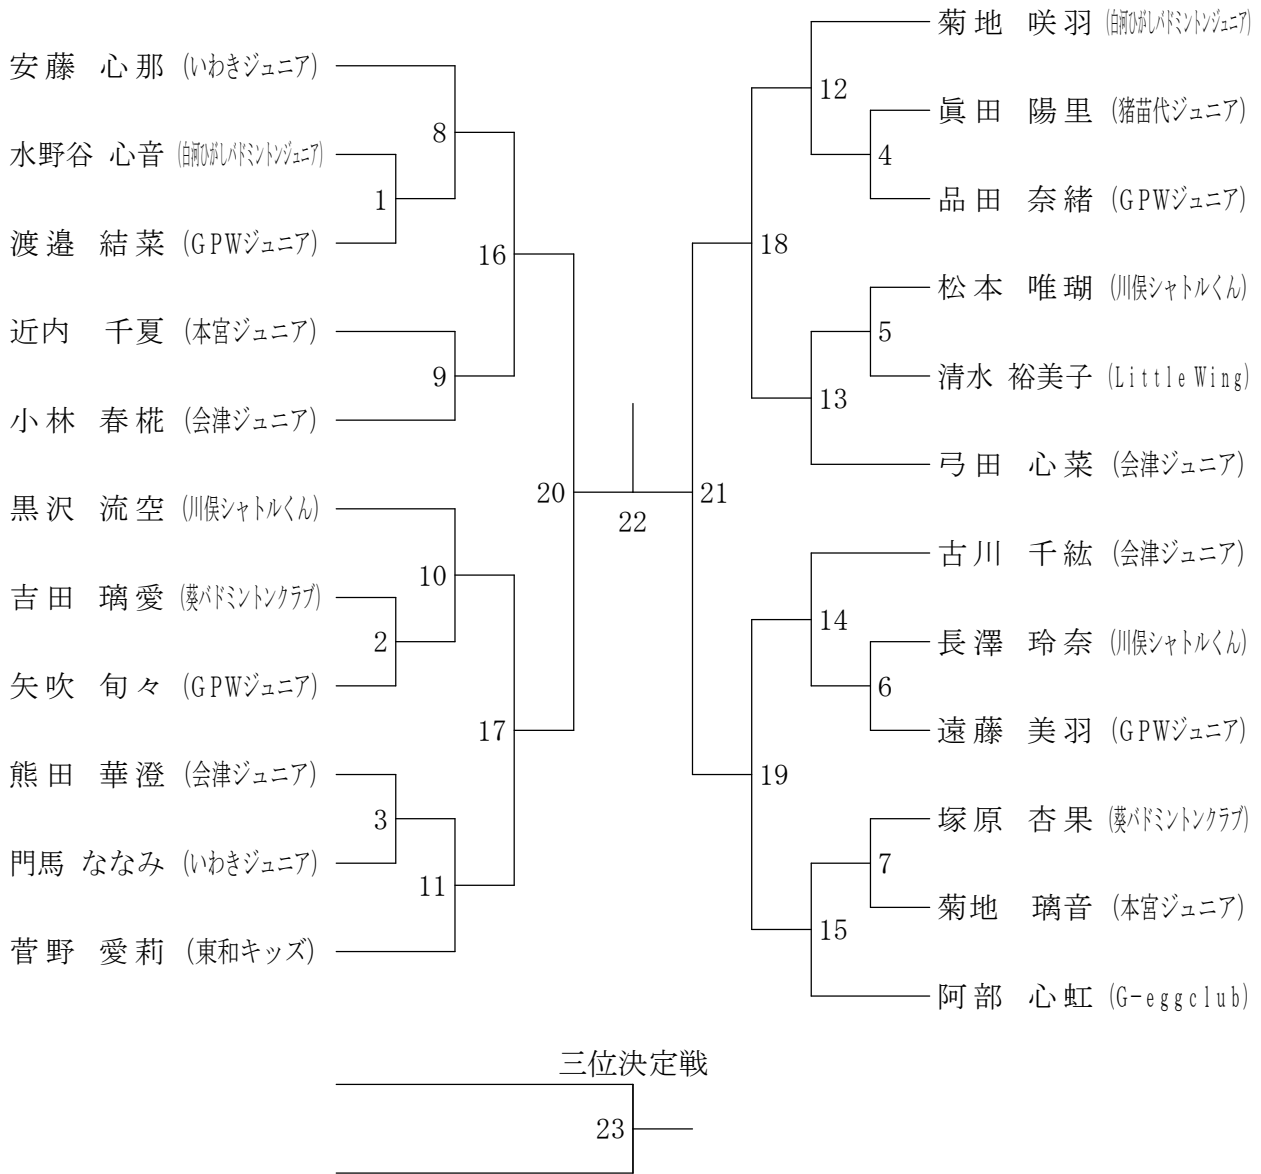 安藤 心那 (いわきジュニア)
水野谷 心音 (白河ひがしバドミントンジュニア)
渡邉 結菜 (GPWジュニア)
近内 千夏 (本宮ジュニア)
小林 春椛 (会津ジュニア)
黒沢 流空 (川俣シャトルくん)
吉田 璃愛 (葵バドミントンクラブ)
矢吹 旬々 (GPWジュニア)
熊田 華澄 (会津ジュニア)
門馬 ななみ (いわきジュニア)
菅野 愛莉 (東和キッズ)
1
2
3
8
9
10
11
16
17
20
22
21
18
19
12
13
14
15
4
5
6
7
菊地 咲羽 (白河ひがしバドミントンジュニア)
眞田 陽里 (猪苗代ジュニア)
品田 奈緒 (GPWジュニア)
松本 唯瑚 (川俣シャトルくん)
清水 裕美子 (Little Wing)
弓田 心菜 (会津ジュニア)
古川 千紘 (会津ジュニア)
長澤 玲奈 (川俣シャトルくん)
遠藤 美羽 (GPWジュニア)
塚原 杏果 (葵バドミントンクラブ)
菊地 璃音 (本宮ジュニア)
阿部 心虹 (G-eggclub)
三位決定戦
23